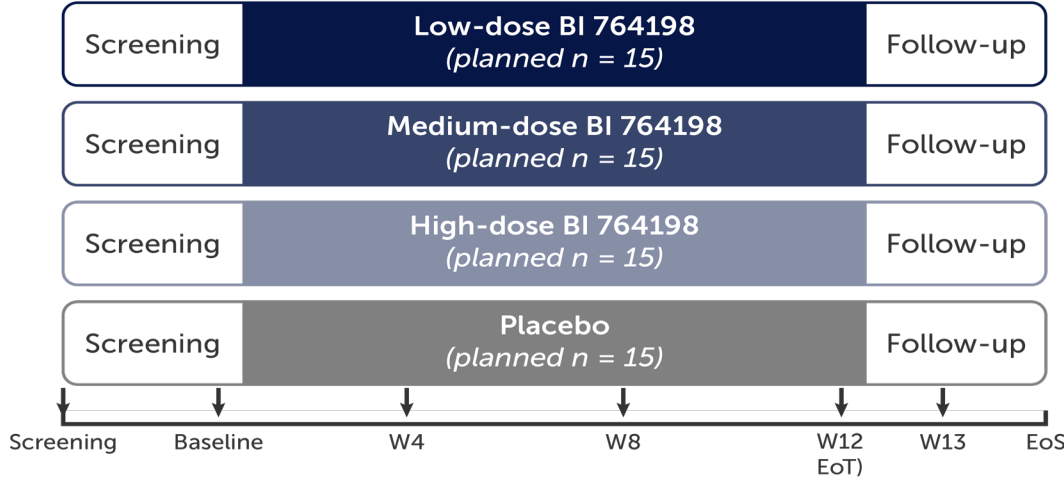 Screening
Low-dose BI 764198
(planned n = 15)
Follow-up
Screening
Medium-dose BI 764198
(planned n = 15)
Follow-up
Screening
High-dose BI 764198
(planned n = 15)
Follow-up
Screening
Placebo
(planned n = 15)
Follow-up
Screening
Baseline
W4
W8
W12
EoT)
W13
EoS